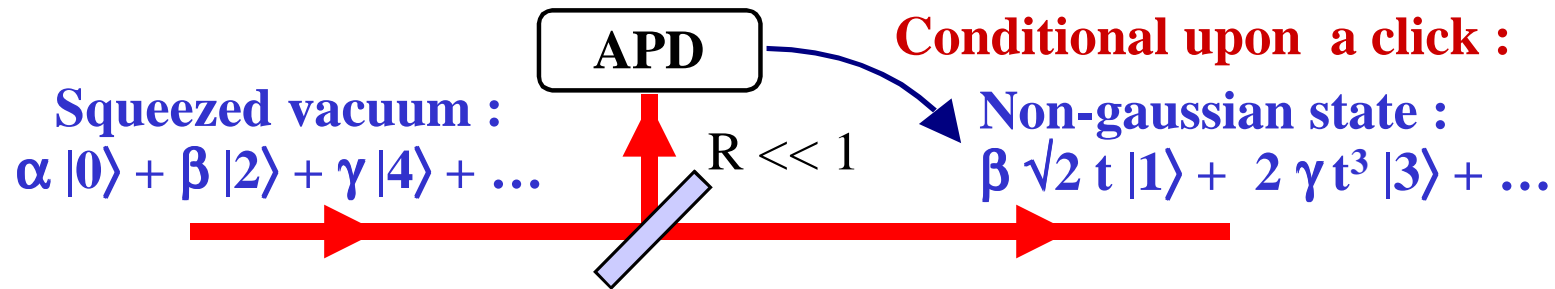 APD
Conditional upon a click :
Squeezed vacuum :
α |0⟩ + β |2⟩ + γ |4⟩ + …
R << 1
Non-gaussian state :
β √2 t |1⟩ + 2 γ t³ |3⟩ + …